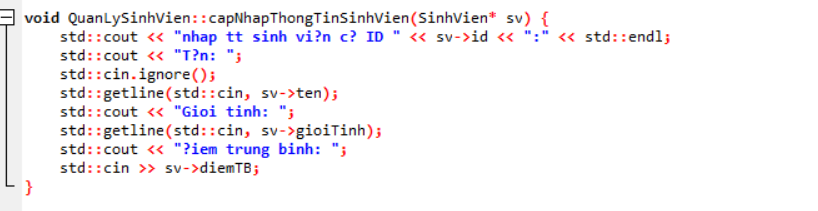 void QuanLySinhVien::capNhapThongTinSinhVien(SinhVien* sv) {
    std::cout << "nhap tt sinh vi?n c? ID " << sv->id << ":" << std::endl;
    std::cout << "T?n: ";
    std::cin.ignore();
    std::getline(std::cin, sv->ten);
    std::cout << "Gioi tinh: ";
    std::getline(std::cin, sv->gioiTinh);
    std::cout << "?iem trung binh: ";
    std::cin >> sv->diemTB;
}